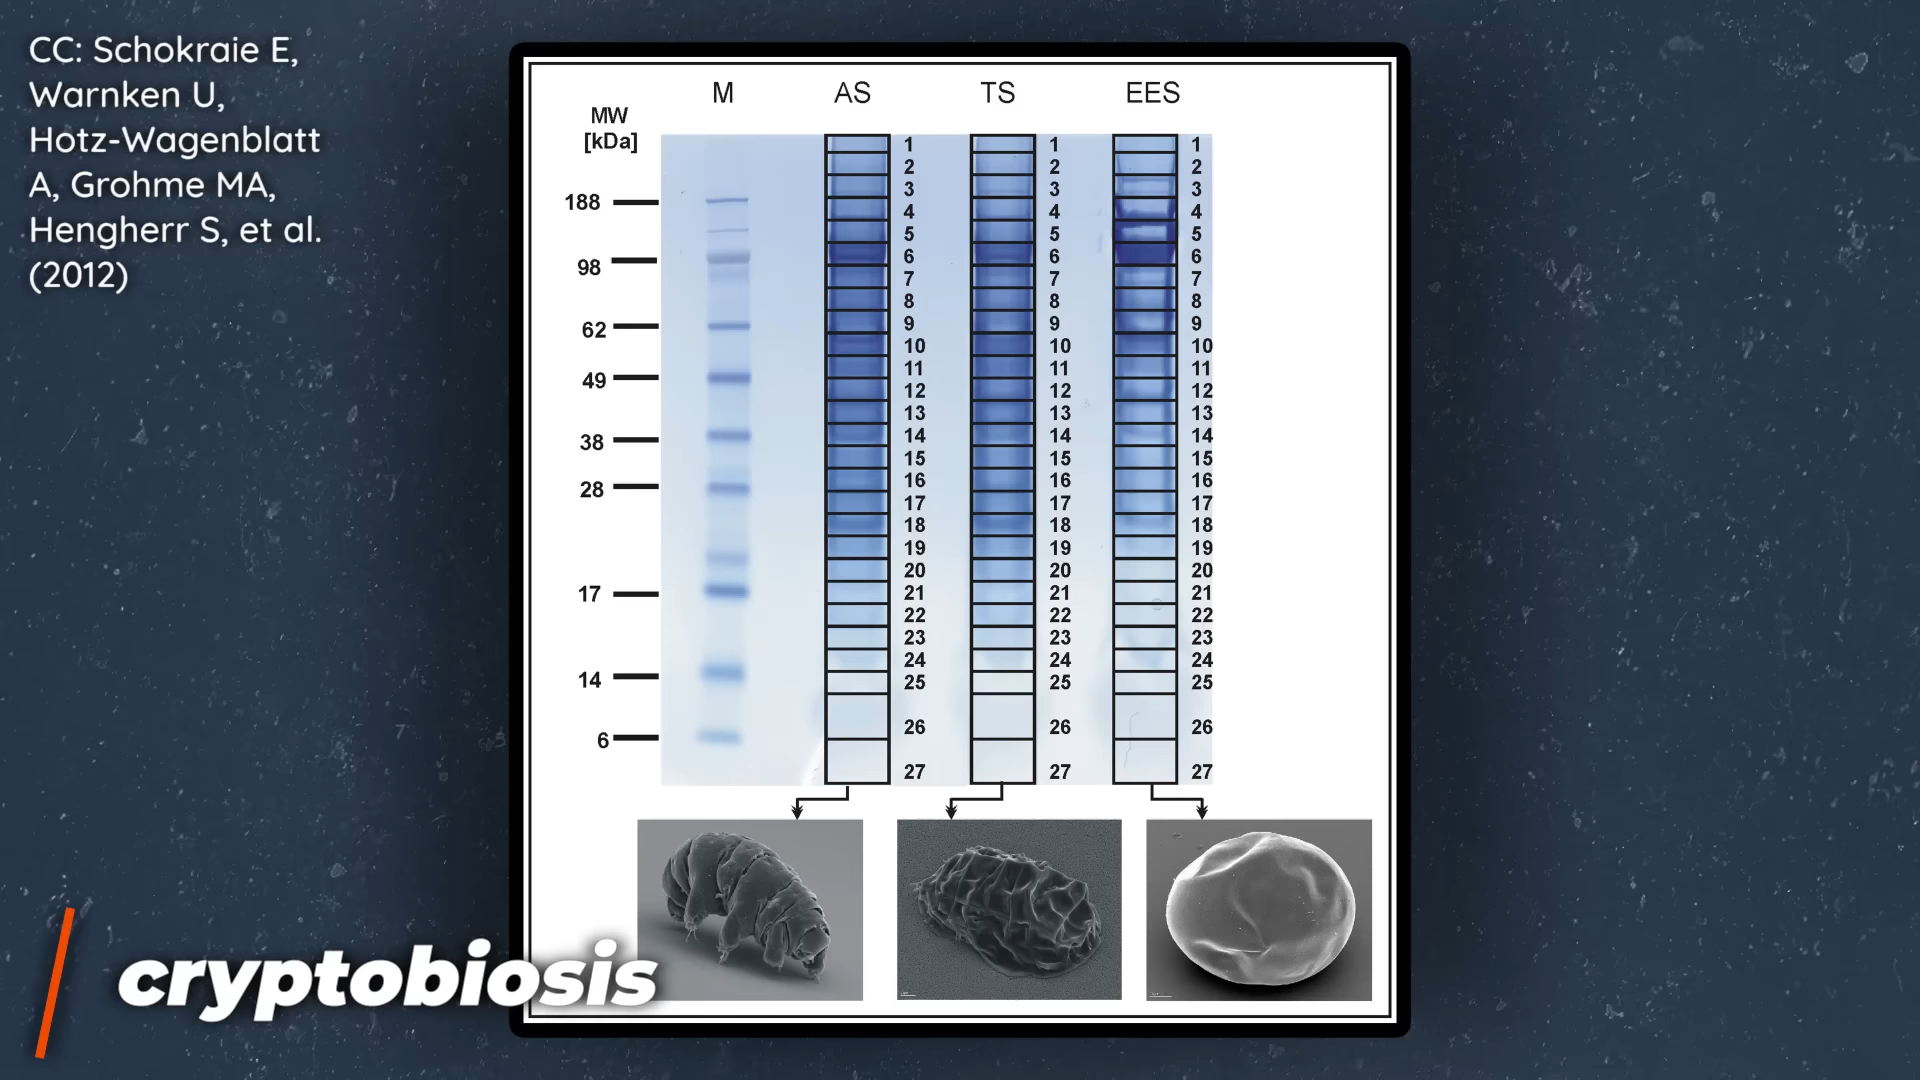 CC: Schokraie E,
Warnken U,
Hotz-Wagenblatt
A, Grohme MA,
Hengherr S, et al.
(2012)
M AS TS EES
MW
[kDa]
1 1 1
2 2 2
3 3 3
188
4 4 4
5 5 5
6 6 6
98
7 7 7
8 8 8
9 9 9
62
10 10 10
11 11 11
49
12 12 12
13 13 13
14 14 14
38
15 15 15
16 16 16
28
17 17 17
18 18 18
19 19 19
20 20 20
17
21 21 21
22 22 22
23 23 23
24 24 24
14
25 25 25
26 26 26
6
27 27 27
cryptobiosis